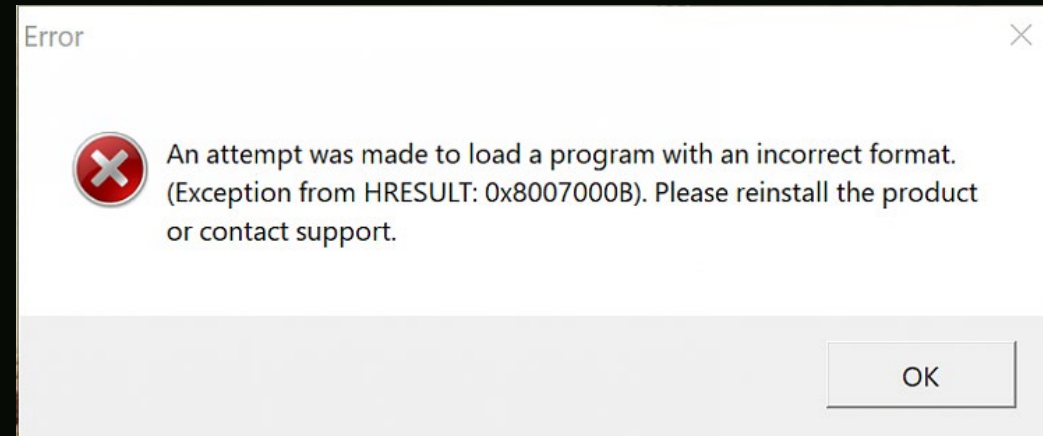 Error
An attempt was made to load a program with an incorrect format.
(Exception from HRESULT: 0x8007000B). Please reinstall the product
or contact support.
OK